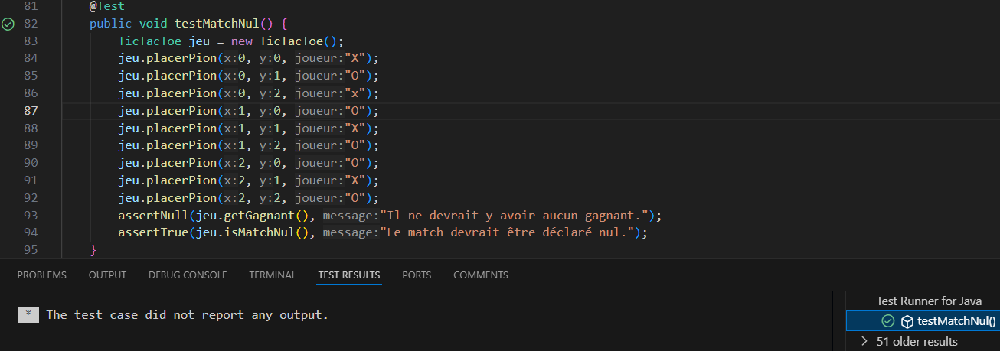 81 @Test
82 public void testMatchNul() {
83 TicTacToe jeu = new TicTacToe();
84 jeu.placerPion(x:0, y:0, joueur:"X");
85 jeu.placerPion(x:0, y:1, joueur:"O");
86 jeu.placerPion(x:0, y:2, joueur:"x");
87 jeu.placerPion(x:1, y:0, joueur:"O");
88 jeu.placerPion(x:1, y:1, joueur:"X");
89 jeu.placerPion(x:1, y:2, joueur:"O");
90 jeu.placerPion(x:2, y:0, joueur:"O");
91 jeu.placerPion(x:2, y:1, joueur:"X");
92 jeu.placerPion(x:2, y:2, joueur:"O");
93 assertNull(jeu.getGagnant(), message:"Il ne devrait y avoir aucun gagnant.");
94 assertTrue(jeu.isMatchNul(), message:"Le match devrait être déclaré nul.");
95 }
PROBLEMS OUTPUT DEBUG CONSOLE TERMINAL TEST RESULTS PORTS COMMENTS
* The test case did not report any output.
Test Runner for Java
testMatchNul()
51 older results